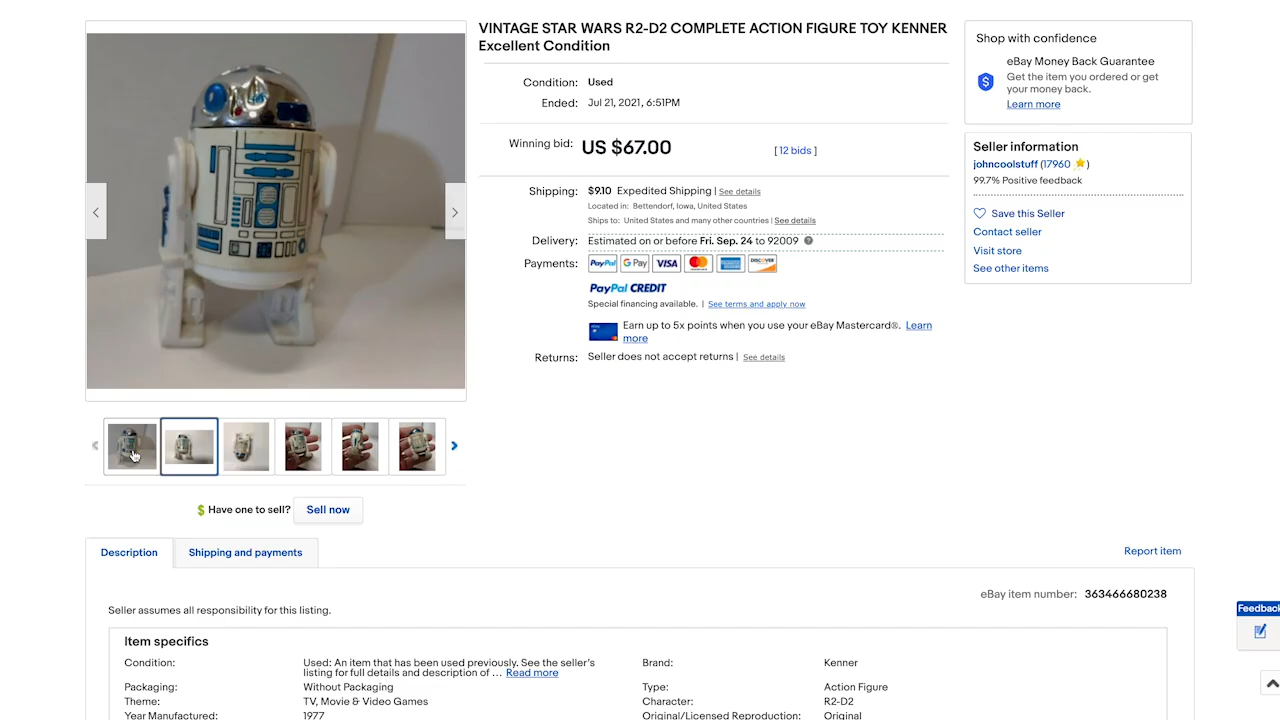 VINTAGE STAR WARS R2-D2 COMPLETE ACTION FIGURE TOY KENNER
Excellent Condition
Condition: Used
Ended: Jul 21, 2021, 6:51PM
Winning bid: US $67.00 [ 12 bids ]
Shipping: $9.10 Expedited Shipping | See details
Located in: Bettendorf, Iowa, United States
Ships to: United States and many other countries | See details
Delivery: Estimated on or before Fri. Sep. 24 to 92009
Payments: PayPal G Pay VISA DISCOVER
PayPal CREDIT
Special financing available. | See terms and apply now
Earn up to 5x points when you use your eBay Mastercard®. Learn
more
Returns: Seller does not accept returns | See details
Shop with confidence
eBay Money Back Guarantee
Get the item you ordered or get
your money back.
Learn more
Seller information
johncoolstuff (17960 )
99.7% Positive feedback
Save this Seller
Contact seller
Visit store
See other items
Have one to sell? Sell now
Description Shipping and payments
Report item
eBay item number: 363466680238
Seller assumes all responsibility for this listing.
Item specifics
Condition: Used: An item that has been used previously. See the seller's
listing for full details and description of ... Read more
Brand: Kenner
Packaging: Without Packaging
Type: Action Figure
Theme: TV, Movie & Video Games
Character: R2-D2
Year Manufactured: 1977
Original/Licensed Reproduction: Original
Feedback